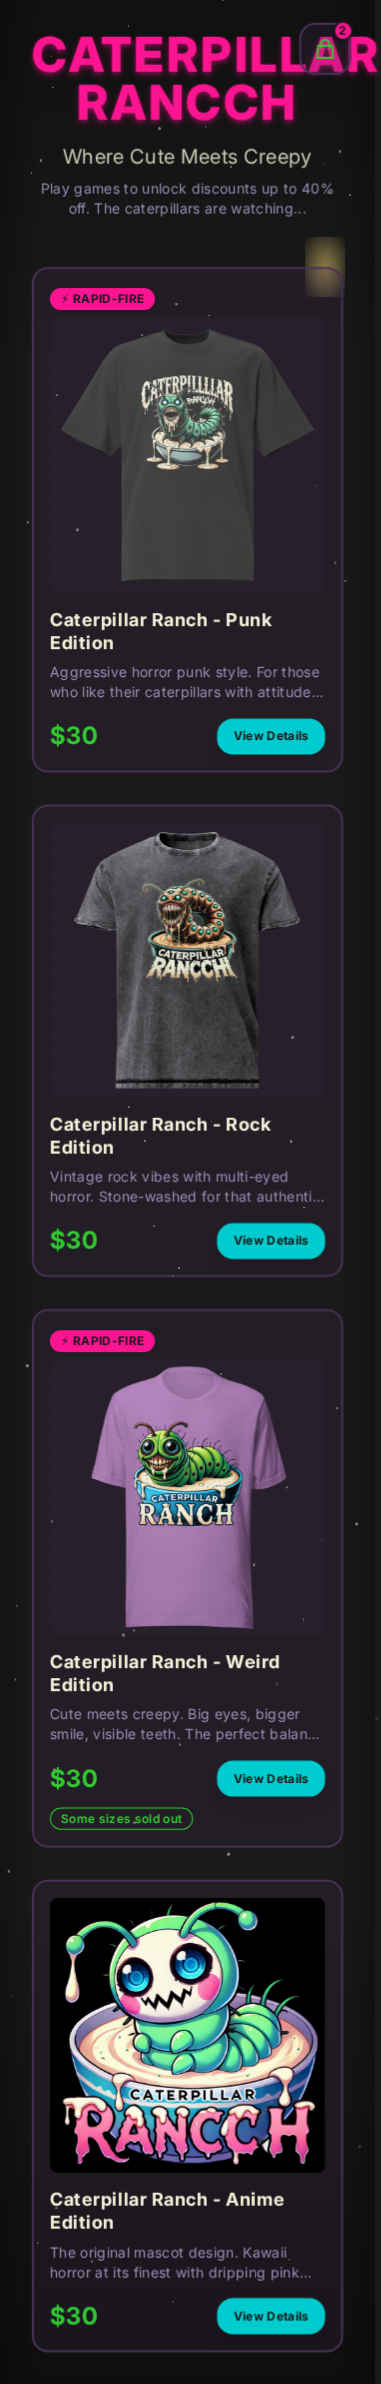 2
CATERPILLAR
RANCCH
Where Cute Meets Creepy
Play games to unlock discounts up to 40%
off. The caterpillars are watching...
⚡ RAPID-FIRE
CATERPILLLLAR
RANCCH
Caterpillar Ranch - Punk
Edition
Aggressive horror punk style. For those
who like their caterpillars with attitude...
$30
View Details
CATERPILLAR
RANCCH
Caterpillar Ranch - Rock
Edition
Vintage rock vibes with multi-eyed
horror. Stone-washed for that authenti...
$30
View Details
⚡ RAPID-FIRE
CATERPILLAR
RANCH
Caterpillar Ranch - Weird
Edition
Cute meets creepy. Big eyes, bigger
smile, visible teeth. The perfect balan...
$30
View Details
Some sizes sold out
CATERPILLAR
RANCCH
Caterpillar Ranch - Anime
Edition
The original mascot design. Kawaii
horror at its finest with dripping pink...
$30
View Details